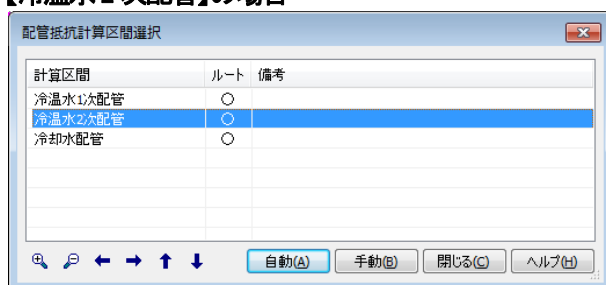 【冷温水2次配管】の場合
配管抵抗計算区間選択
計算区間 ルート 備考
冷温水1次配管 ○
冷温水2次配管 ○
冷却水配管 ○
自動(A) 手動(B) 閉じる(C) ヘルプ(H)